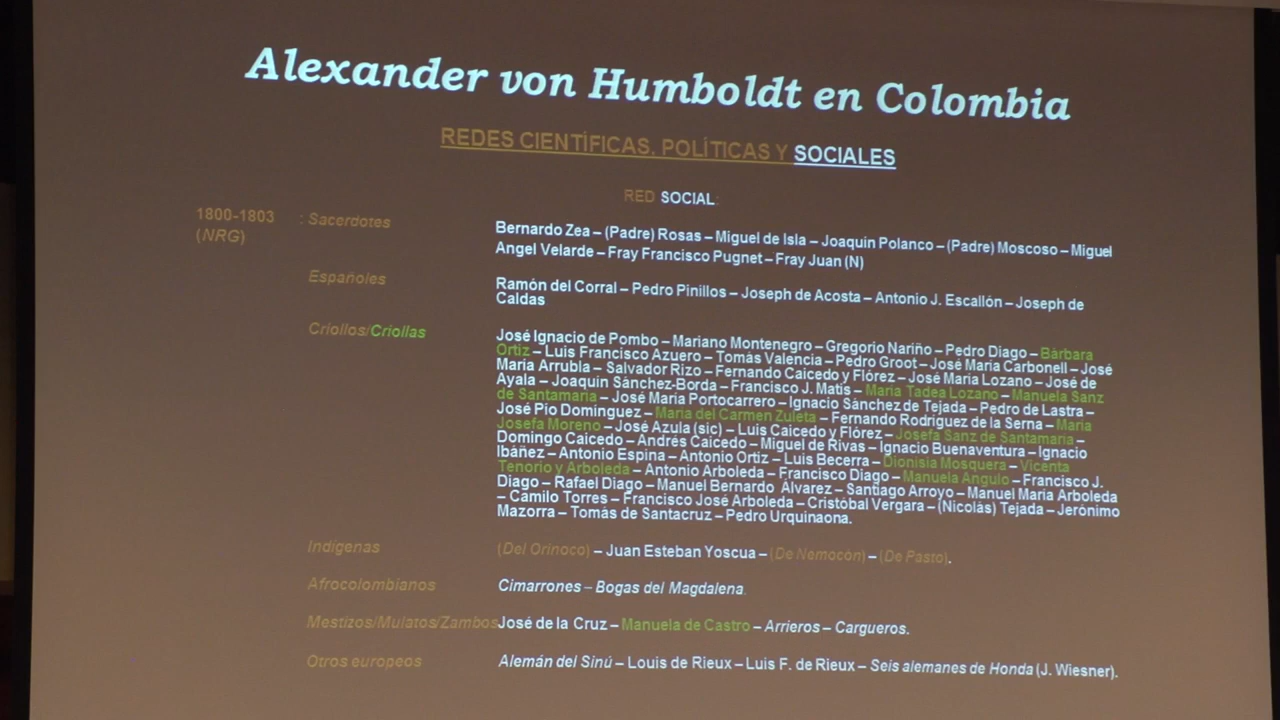 Alexander von Humboldt en Colombia
REDES CIENTÍFICAS, POLÍTICAS Y SOCIALES
RED SOCIAL:
1800-1803 : Sacerdotes Bernardo Zea – (Padre) Rosas – Miguel de Isla – Joaquín Polanco – (Padre) Moscoso – Miguel
(NRG) Angel Velarde – Fray Francisco Pugnet – Fray Juan (N)
Españoles Ramón del Corral – Pedro Pinillos – Joseph de Acosta – Antonio J. Escallón – Joseph de
Caldas
Criollos/Criollas José Ignacio de Pombo – Mariano Montenegro – Gregorio Nariño – Pedro Diago – Bárbara
Ortiz – Luis Francisco Azuero – Tomás Valencia – Pedro Groot – José María Carbonell – José
María Arrubla – Salvador Rizo – Fernando Caicedo y Flórez – José María Lozano – José de
Ayala – Joaquín Sánchez-Borda – Francisco J. Matís – María Tadea Lozano – Manuela Sanz
de Santamaría – José María Portocarrero – Ignacio Sánchez de Tejada – Pedro de Lastra –
José Pío Domínguez – María del Carmen Zuleta – Fernando Rodríguez de la Serna – María
Josefa Moreno – José Azula (sic) – Luis Caicedo y Flórez – Josefa Sanz de Santamaría –
Domingo Caicedo – Andrés Caicedo – Miguel de Rivas – Ignacio Buenaventura – Ignacio
Ibáñez – Antonio Espina – Antonio Ortiz – Luis Becerra – Dionisia Mosquera – Vicenta
Tenorio y Arboleda – Antonio Arboleda – Francisco Diago – Manuela Angulo – Francisco J.
Diago – Rafael Diago – Manuel Bernardo Álvarez – Santiago Arroyo – Manuel María Arboleda
– Camilo Torres – Francisco José Arboleda – Cristóbal Vergara – (Nicolás) Tejada – Jerónimo
Mazorra – Tomás de Santacruz – Pedro Urquinaona.
Indígenas (Del Orinoco) – Juan Esteban Yoscua – (De Nemocón) – (De Pasto).
Afrocolombianos Cimarrones – Bogas del Magdalena.
Mestizos/Mulatos/Zambos José de la Cruz – Manuela de Castro – Arrieros – Cargueros.
Otros europeos Alemán del Sinú – Louis de Rieux – Luis F. de Rieux – Seis alemanes de Honda (J. Wiesner).